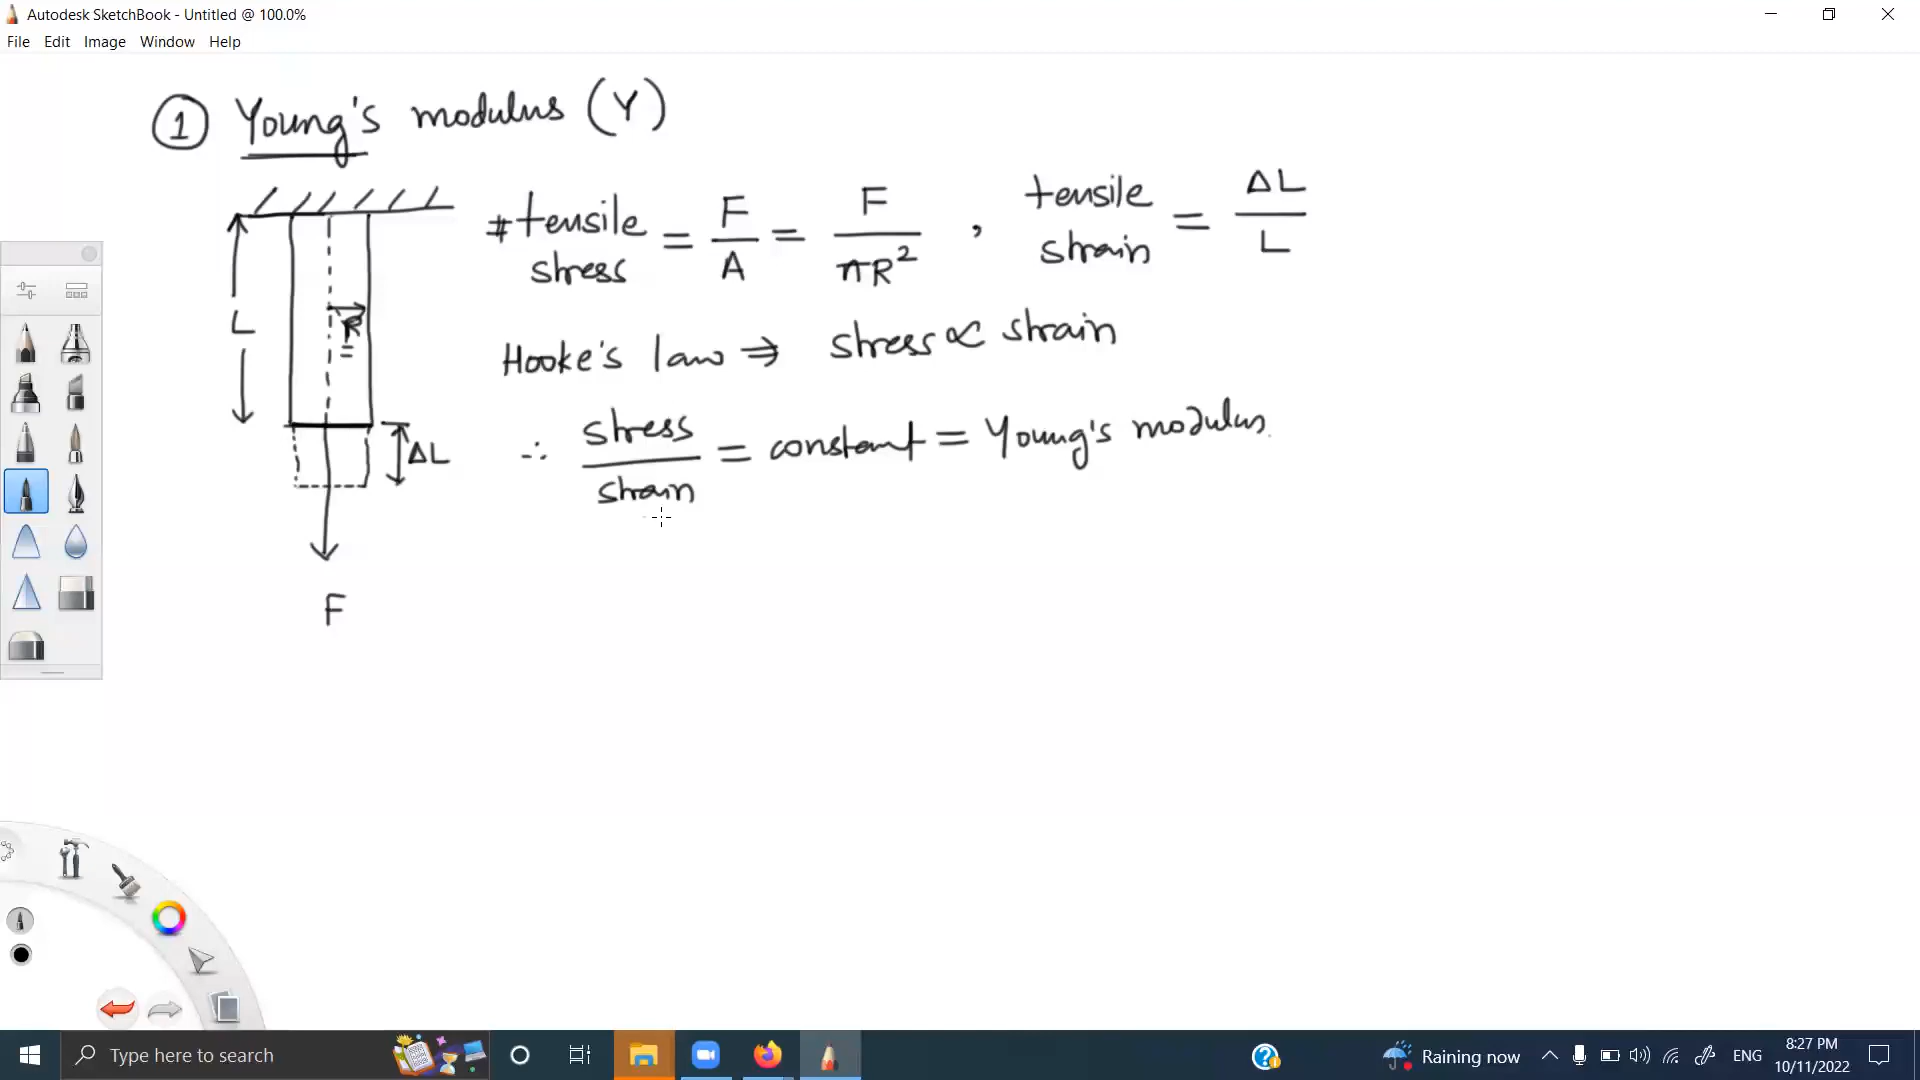 Autodesk SketchBook - Untitled @ 100.0%
File Edit Image Window Help
① Young's modulus (Y)
# tensile stress = F/A = F/πR² , tensile strain = ΔL/L
L
R
Hooke's law ⇒ stress ∝ strain
ΔL
∴ stress/strain = constant = Young's modulus.
F
Type here to search
Raining now
ENG
8:27 PM
10/11/2022